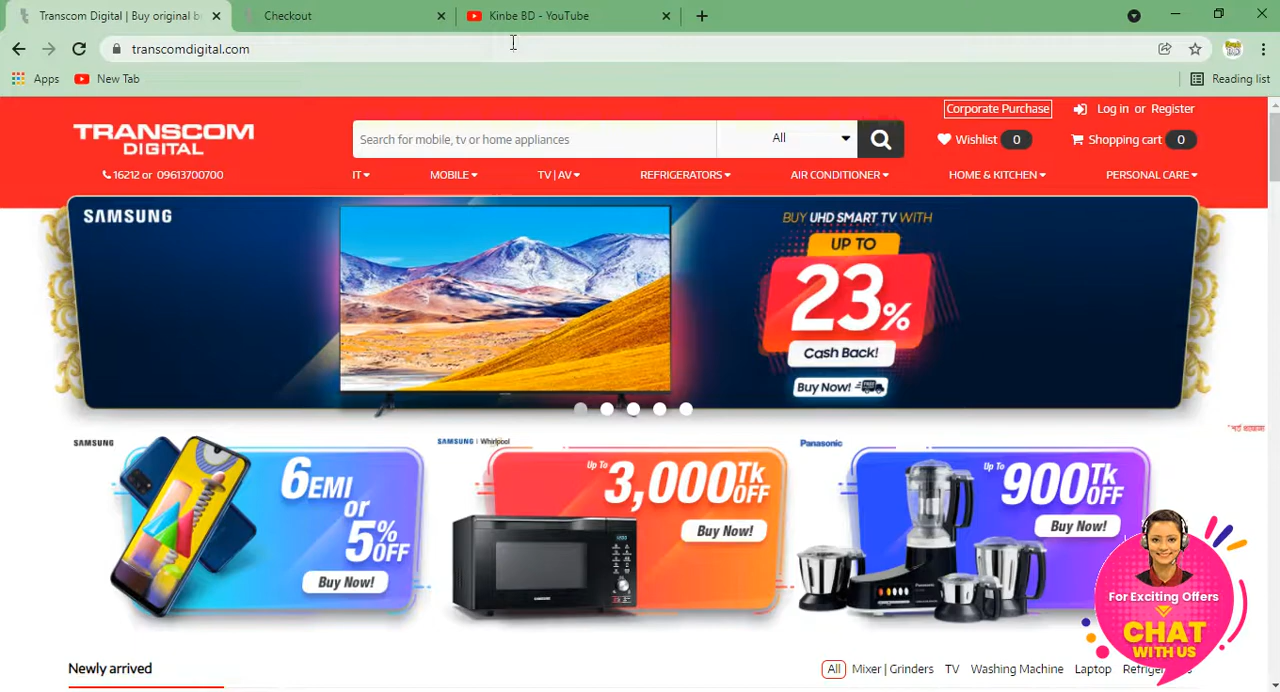 Transcom Digital | Buy original b
Checkout
Kinbe BD - YouTube
transcomdigital.com
Apps
New Tab
Reading list
Corporate Purchase
Log in or Register
TRANSCOM
DIGITAL
Search for mobile, tv or home appliances
All
Wishlist 0
Shopping cart 0
16212 or 09613700700
IT
MOBILE
TV | AV
REFRIGERATORS
AIR CONDITIONER
HOME & KITCHEN
PERSONAL CARE
SAMSUNG
BUY UHD SMART TV WITH
UP TO
23%
Cash Back!
Buy Now! FREE
*শর্ত প্রযোজ্য
SAMSUNG
6EMI
or
5%
OFF
Buy Now!
SAMSUNG | Whirlpool
Up To
3,000TK
OFF
Buy Now!
Panasonic
Up To
900TK
OFF
Buy Now!
For Exciting Offers
CHAT
WITH US
Newly arrived
All
Mixer | Grinders
TV
Washing Machine
Laptop